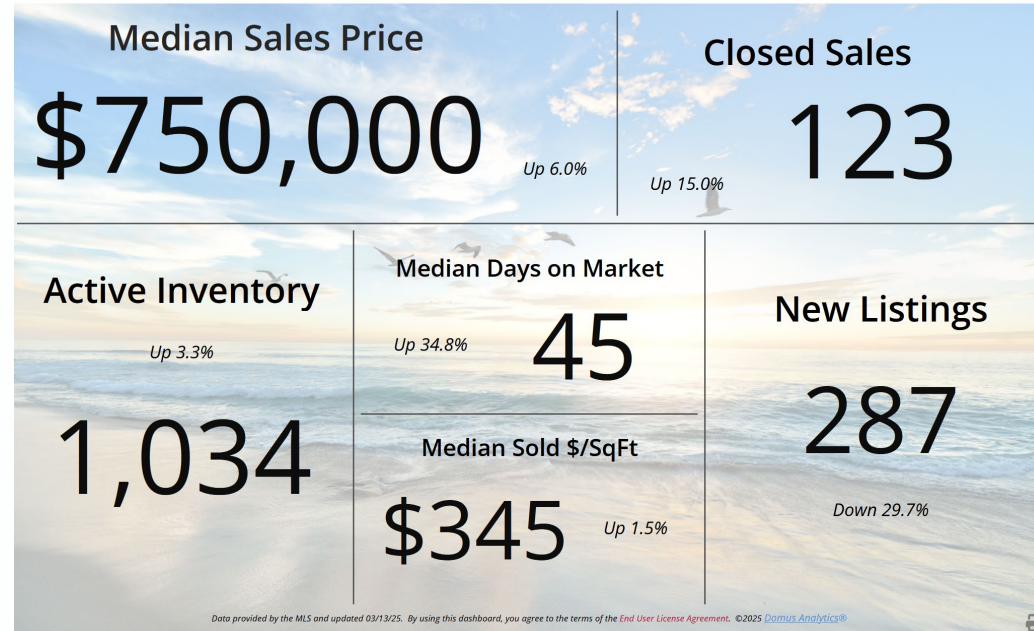 Median Sales Price
$750,000
Up 6.0%
Closed Sales
123
Up 15.0%
Active Inventory
Up 3.3%
1,034
Median Days on Market
Up 34.8%
45
Median Sold $/SqFt
$345
Up 1.5%
New Listings
287
Down 29.7%
Data provided by the MLS and updated 03/13/25. By using this dashboard, you agree to the terms of the End User License Agreement. ©2025 Domus Analytics®